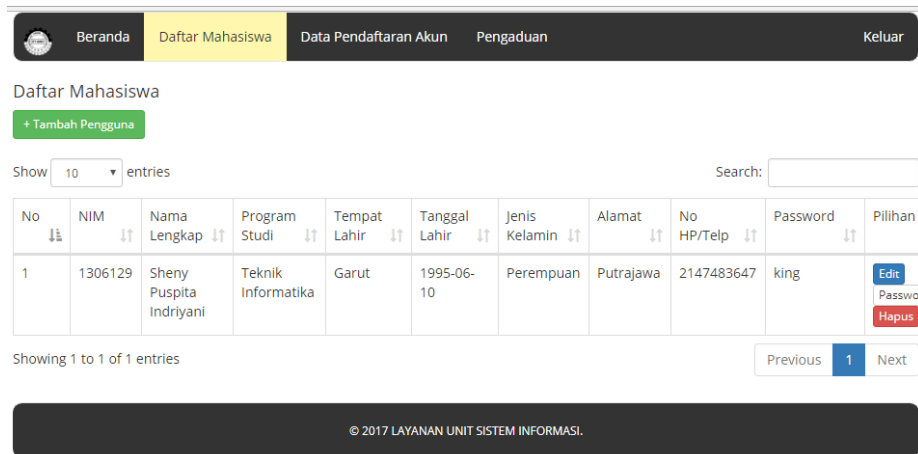 Beranda Daftar Mahasiswa Data Pendaftaran Akun Pengaduan Keluar
Daftar Mahasiswa
+ Tambah Pengguna
Show 10 entries Search:
No NIM Nama Lengkap Program Studi Tempat Lahir Tanggal Lahir Jenis Kelamin Alamat No HP/Telp Password Pilihan
1 1306129 Sheny Puspita Indriyani Teknik Informatika Garut 1995-06-10 Perempuan Putrajawa 2147483647 king Edit
Passwo
Hapus
Showing 1 to 1 of 1 entries Previous 1 Next
© 2017 LAYANAN UNIT SISTEM INFORMASI.